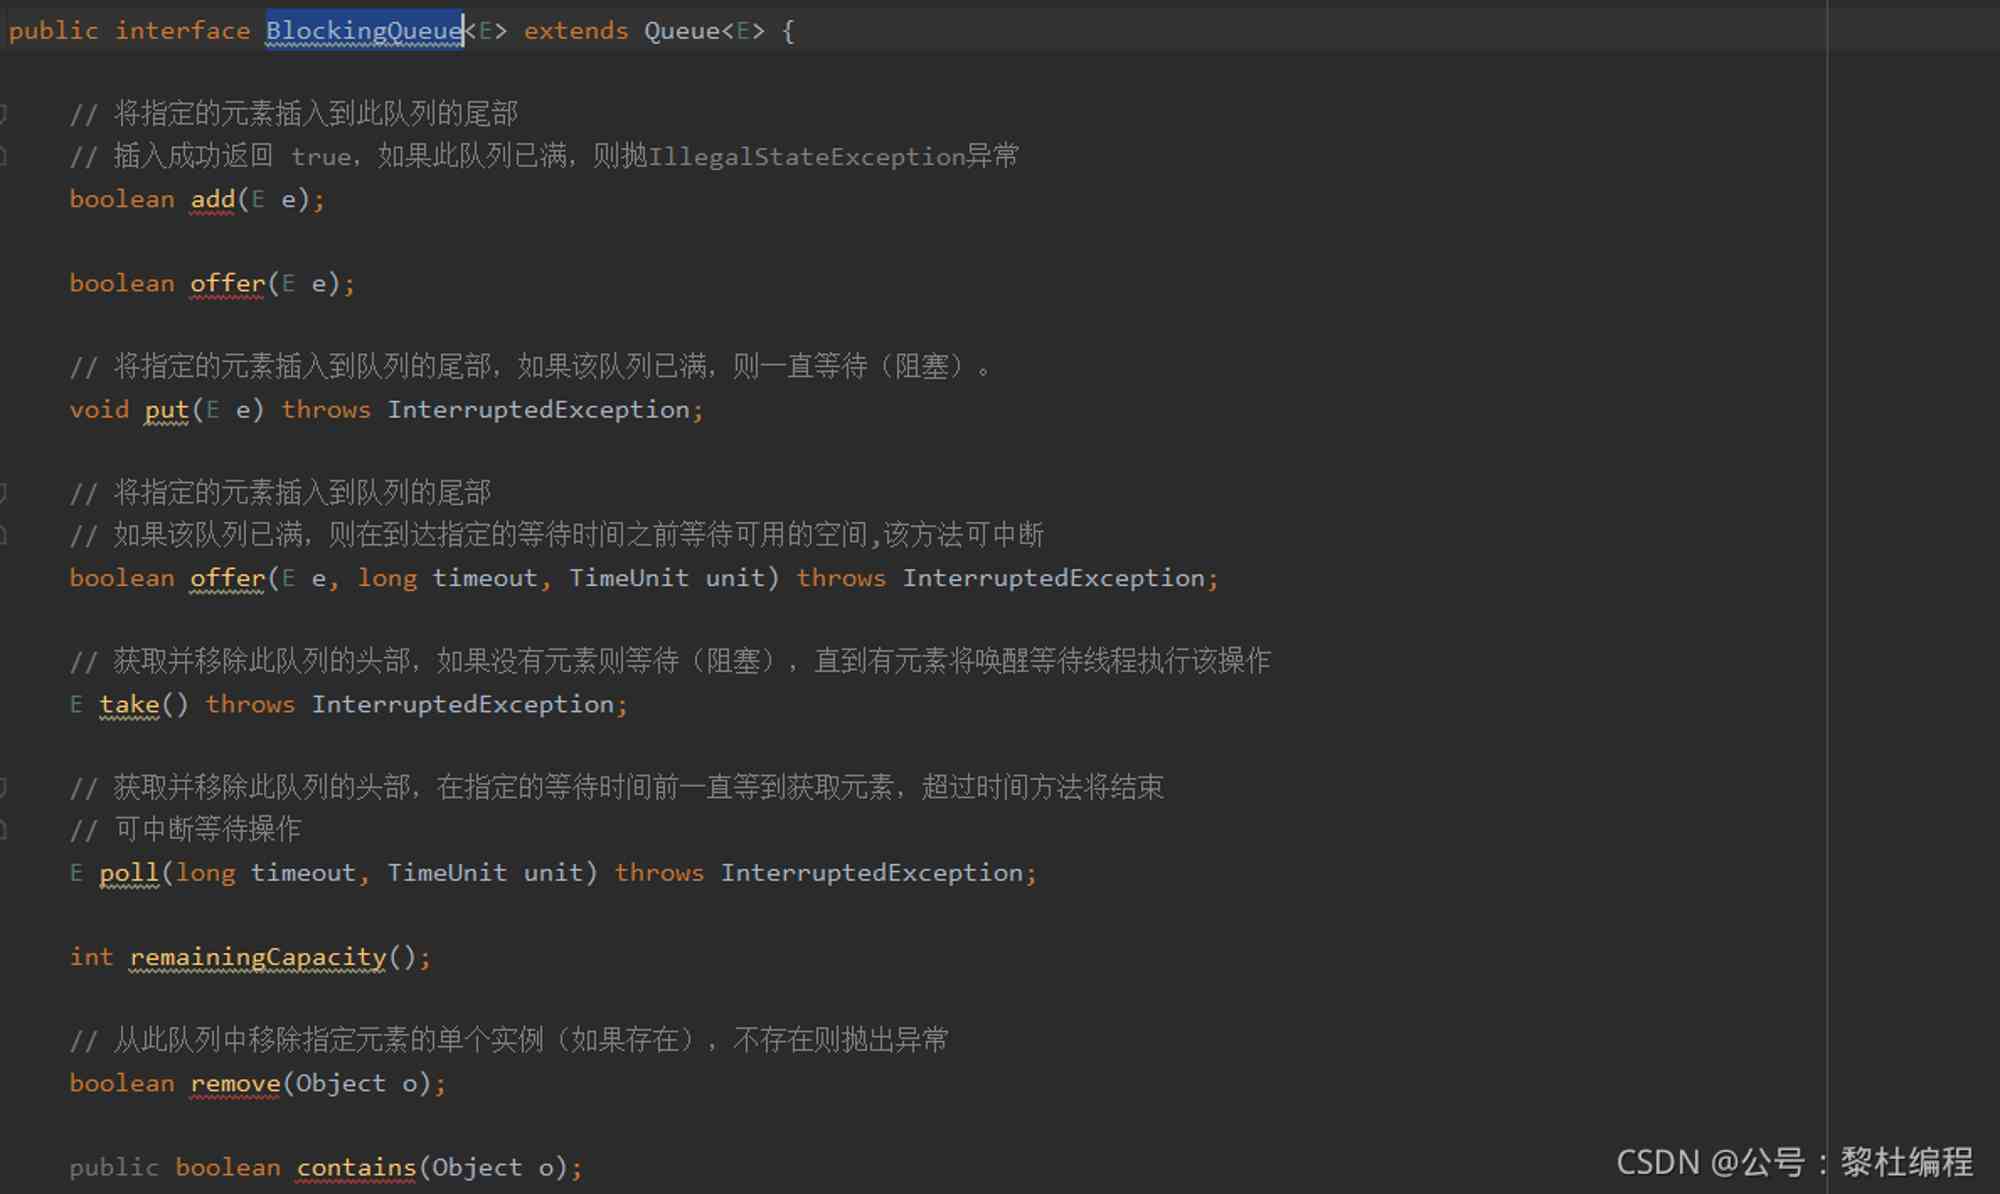 public interface BlockingQueue<E> extends Queue<E> {
// 将指定的元素插入到此队列的尾部
// 插入成功返回 true，如果此队列已满，则抛IllegalStateException异常
boolean add(E e);
boolean offer(E e);
// 将指定的元素插入到队列的尾部，如果该队列已满，则一直等待（阻塞）。
void put(E e) throws InterruptedException;
// 将指定的元素插入到队列的尾部
// 如果该队列已满，则在到达指定的等待时间之前等待可用的空间,该方法可中断
boolean offer(E e, long timeout, TimeUnit unit) throws InterruptedException;
// 获取并移除此队列的头部，如果没有元素则等待（阻塞），直到有元素将唤醒等待线程执行该操作
E take() throws InterruptedException;
// 获取并移除此队列的头部，在指定的等待时间前一直等到获取元素，超过时间方法将结束
// 可中断等待操作
E poll(long timeout, TimeUnit unit) throws InterruptedException;
int remainingCapacity();
// 从此队列中移除指定元素的单个实例（如果存在），不存在则抛出异常
boolean remove(Object o);
public boolean contains(Object o);
CSDN @公号：黎杜编程